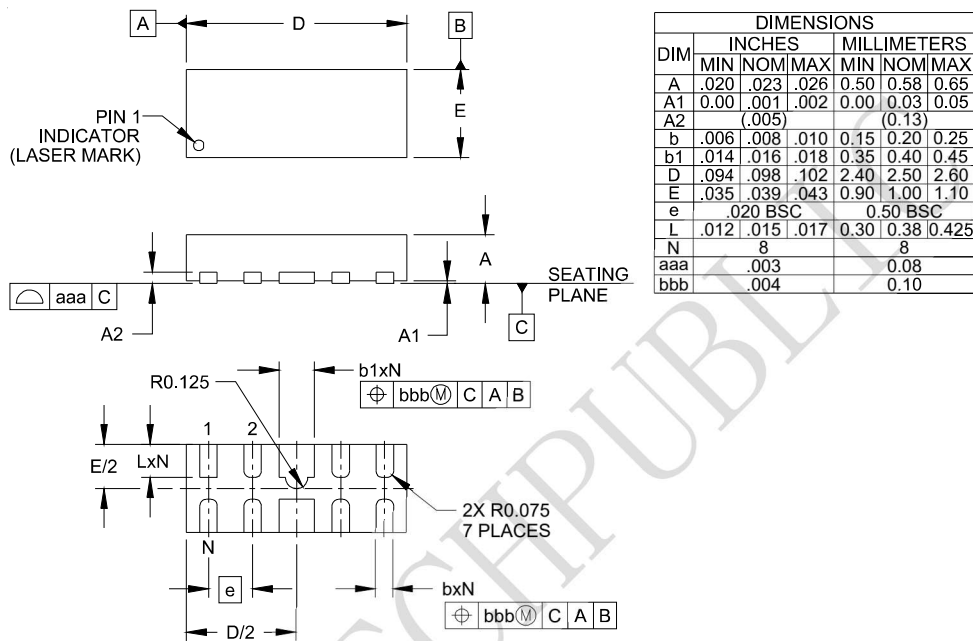 A
D
B
PIN 1
INDICATOR
(LASER MARK)
E
A
SEATING
PLANE
aaa C
A2
A1
C
b1xN
R0.125
bbb Ⓜ C A B
1 2
E/2
LxN
2X R0.075
7 PLACES
N
e
bxN
bbb Ⓜ C A B
D/2
DIMENSIONS
DIM INCHES MILLIMETERS
MIN NOM MAX MIN NOM MAX
A .020 .023 .026 0.50 0.58 0.65
A1 0.00 .001 .002 0.00 0.03 0.05
A2 (.005) (0.13)
b .006 .008 .010 0.15 0.20 0.25
b1 .014 .016 .018 0.35 0.40 0.45
D .094 .098 .102 2.40 2.50 2.60
E .035 .039 .043 0.90 1.00 1.10
e .020 BSC 0.50 BSC
L .012 .015 .017 0.30 0.38 0.425
N 8 8
aaa .003 0.08
bbb .004 0.10
CHPUBLIC